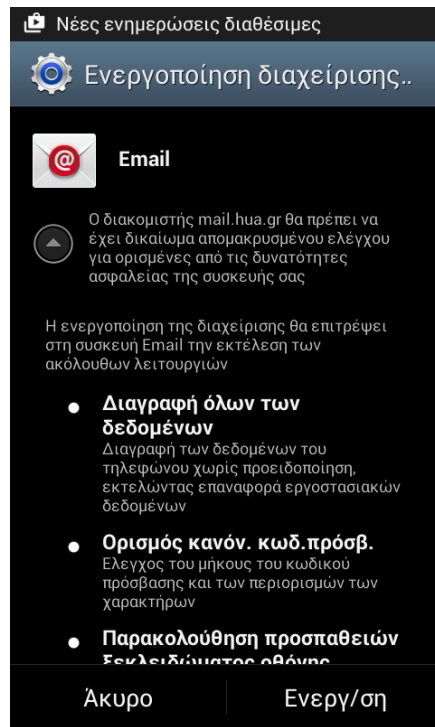 Νέες ενημερώσεις διαθέσιμες
Ενεργοποίηση διαχείρισης..
Email
Ο διακομιστής mail.hua.gr θα πρέπει να
έχει δικαίωμα απομακρυσμένου ελέγχου
για ορισμένες από τις δυνατότητες
ασφαλείας της συσκευής σας
Η ενεργοποίηση της διαχείρισης θα επιτρέψει
στη συσκευή Email την εκτέλεση των
ακόλουθων λειτουργιών
Διαγραφή όλων των
δεδομένων
Διαγραφή των δεδομένων του
τηλεφώνου χωρίς προειδοποίηση,
εκτελώντας επαναφορά εργοστασιακών
δεδομένων
Ορισμός κανόν. κωδ.πρόσβ.
Ελεγχος του μήκους του κωδικού
πρόσβασης και των περιορισμών των
χαρακτήρων
Παρακολούθηση προσπαθειών
ξεκλειδώματος οθόνης
Άκυρο
Ενεργ/ση